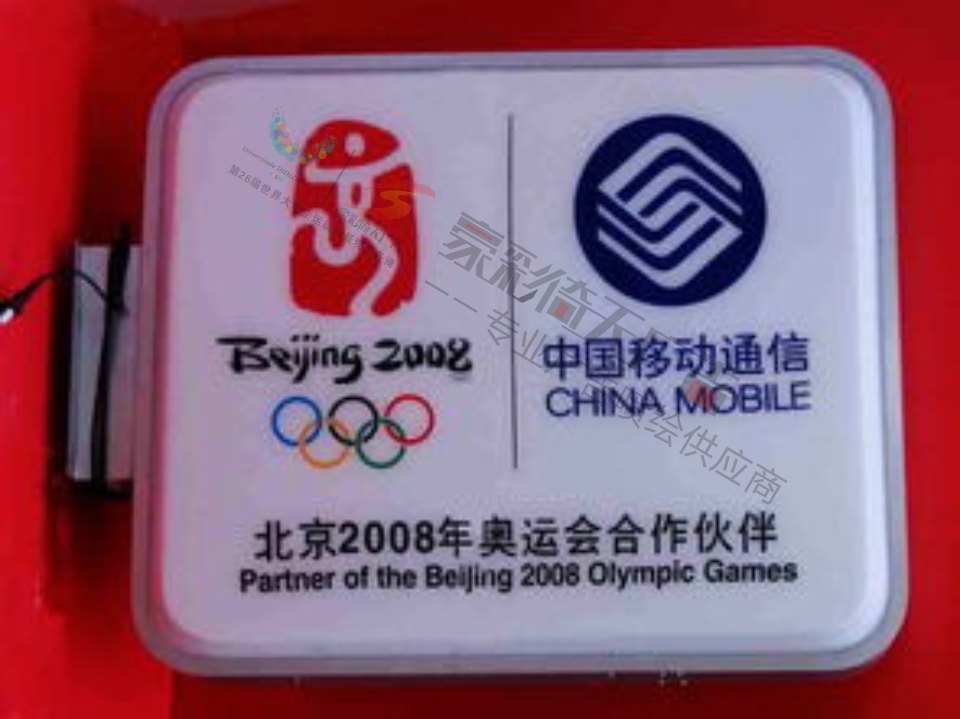 Beijing 2008
中国移动通信
CHINA MOBILE
北京2008年奥运会合作伙伴
Partner of the Beijing 2008 Olympic Games